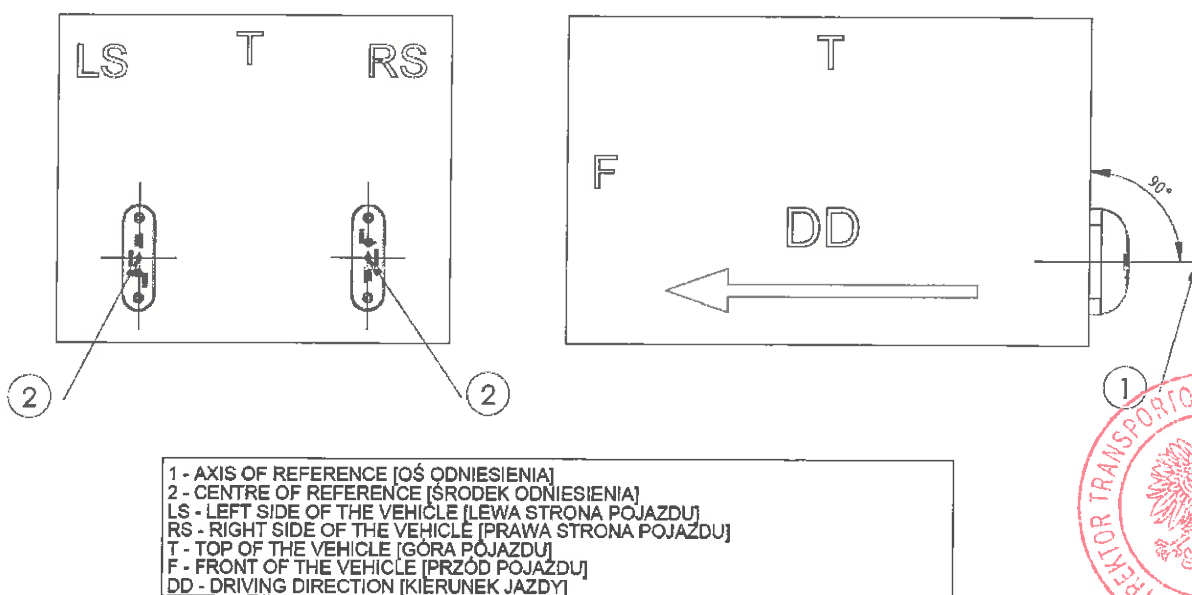 LS T RS
T
F
DD
90°
2 2
1
1 - AXIS OF REFERENCE [OŚ ODNIESIENIA]
2 - CENTRE OF REFERENCE [ŚRODEK ODNIESIENIA]
LS - LEFT SIDE OF THE VEHICLE [LEWA STRONA POJAZDU]
RS - RIGHT SIDE OF THE VEHICLE [PRAWA STRONA POJAZDU]
T - TOP OF THE VEHICLE [GÓRA POJAZDU]
F - FRONT OF THE VEHICLE [PRZÓD POJAZDU]
DD - DRIVING DIRECTION [KIERUNEK JAZDY]